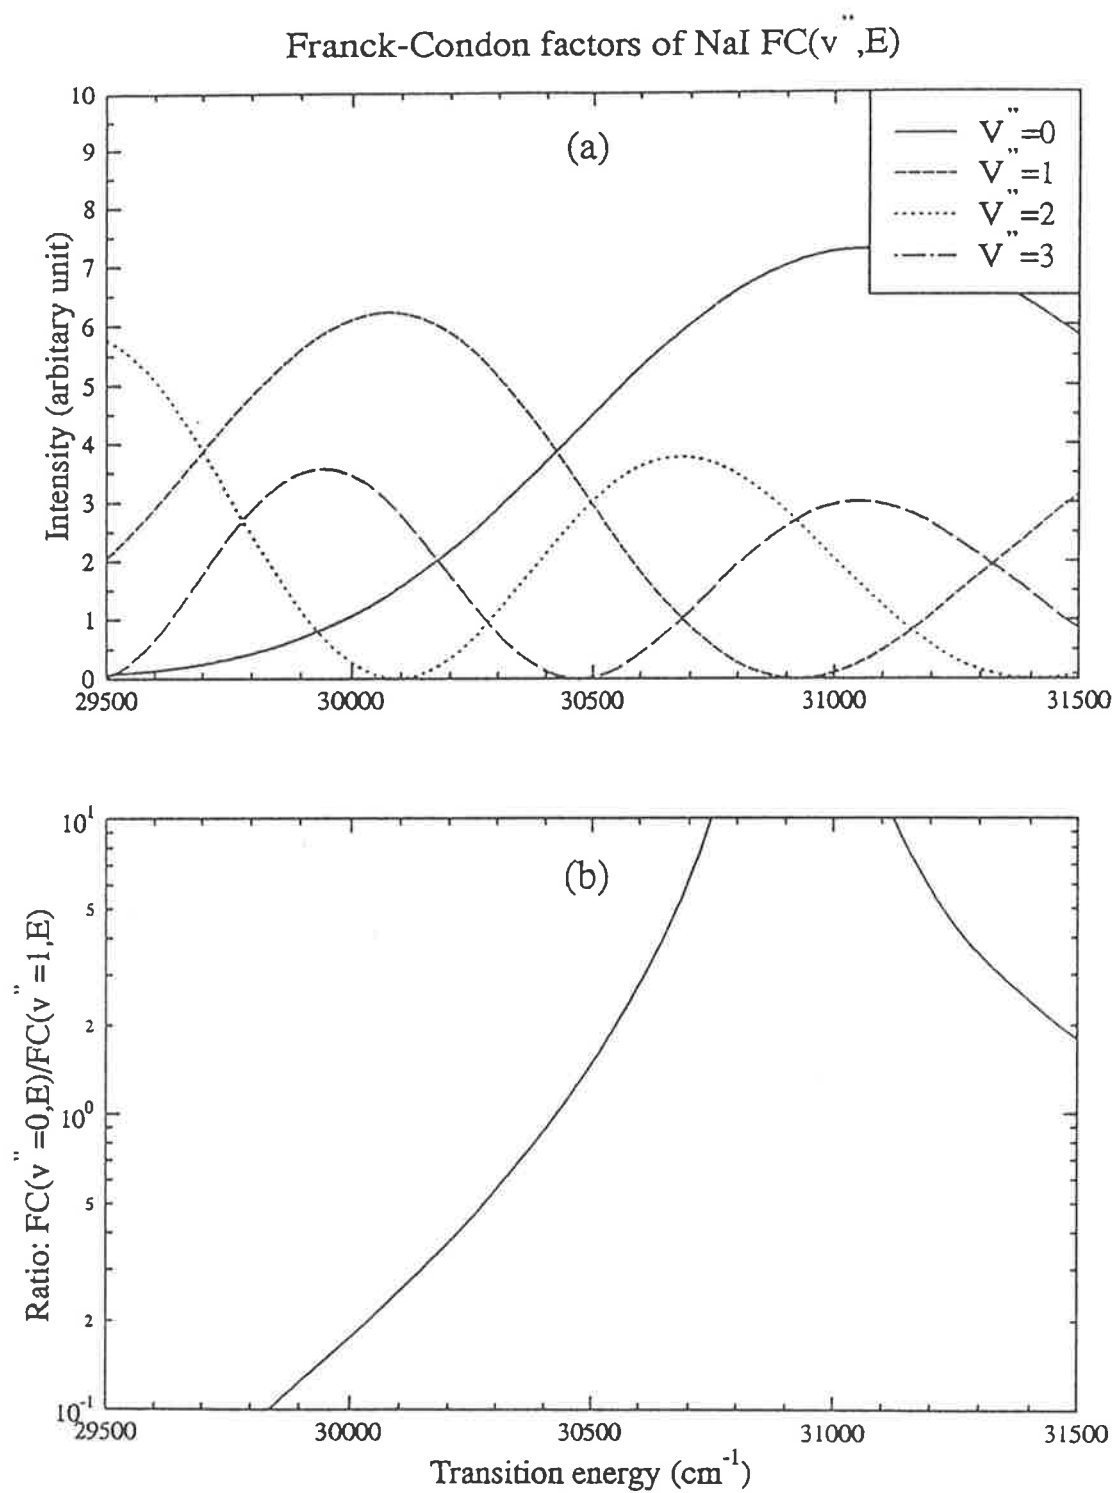 Franck-Condon factors of NaI FC(v",E)
(a)
V"=0
V"=1
V"=2
V"=3
Intensity (arbitary unit)
10
9
8
7
6
5
4
3
2
1
0
29500 30000 30500 31000 31500
(b)
Ratio: FC(v"=0,E)/FC(v"=1,E)
10¹
5
2
10⁰
5
2
10⁻¹
29500 30000 30500 31000 31500
Transition energy (cm⁻¹)